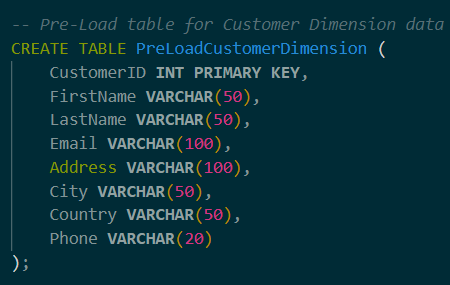 -- Pre-Load table for Customer Dimension data
CREATE TABLE PreLoadCustomerDimension (
    CustomerID INT PRIMARY KEY,
    FirstName VARCHAR(50),
    LastName VARCHAR(50),
    Email VARCHAR(100),
    Address VARCHAR(100),
    City VARCHAR(50),
    Country VARCHAR(50),
    Phone VARCHAR(20)
);